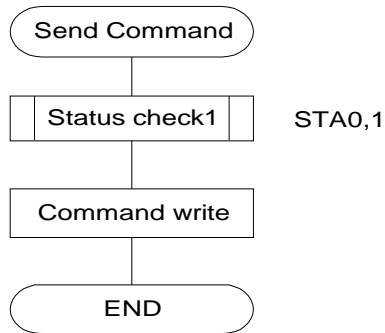 Send Command
Status check1
STA0,1
Command write
END